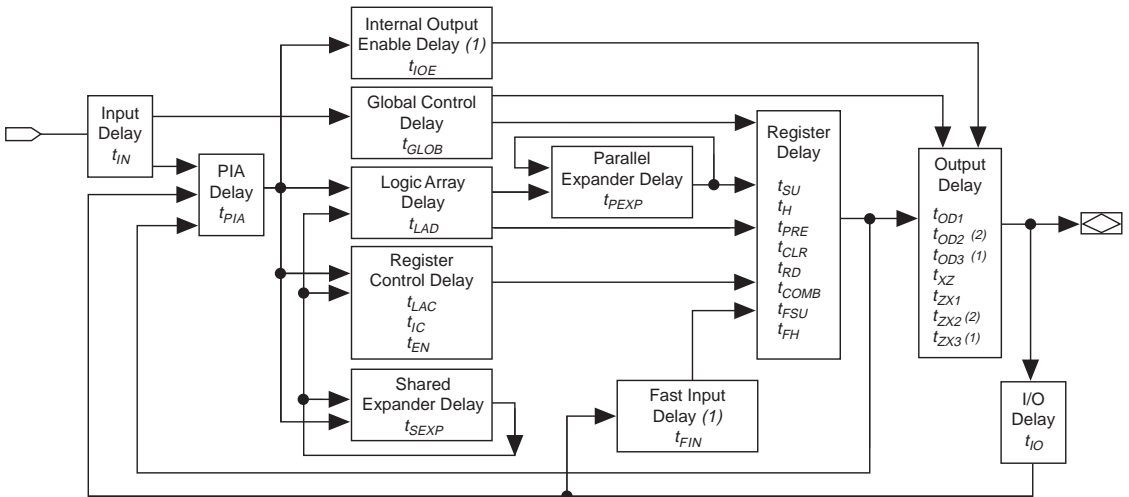 Internal Output
Enable Delay (1)
tIOE
Input
Delay
tIN
Global Control
Delay
tGLOB
PIA
Delay
tPIA
Logic Array
Delay
tLAD
Parallel
Expander Delay
tPEXP
Register
Delay
tSU
tH
tPRE
tCLR
tRD
tCOMB
tFSU
tFH
Output
Delay
tOD1
tOD2 (2)
tOD3 (1)
tXZ
tZX1
tZX2 (2)
tZX3 (1)
Register
Control Delay
tLAC
tIC
tEN
Shared
Expander Delay
tSEXP
Fast Input
Delay (1)
tFIN
I/O
Delay
tIO